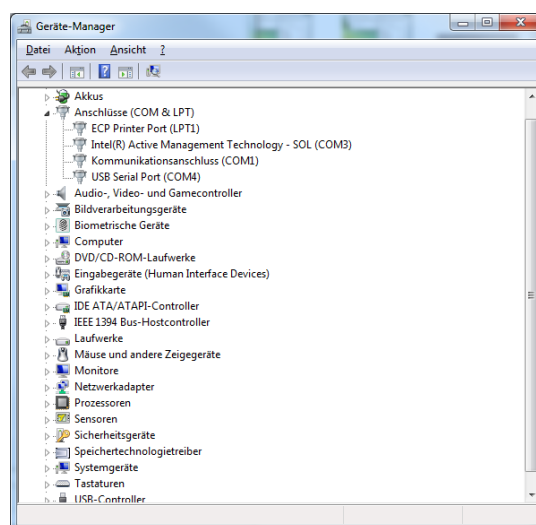 Geräte-Manager
Datei Aktion Ansicht ?
Akkus
Anschlüsse (COM & LPT)
ECP Printer Port (LPT1)
Intel(R) Active Management Technology - SOL (COM3)
Kommunikationsanschluss (COM1)
USB Serial Port (COM4)
Audio-, Video- und Gamecontroller
Bildverarbeitungsgeräte
Biometrische Geräte
Computer
DVD/CD-ROM-Laufwerke
Eingabegeräte (Human Interface Devices)
Grafikkarte
IDE ATA/ATAPI-Controller
IEEE 1394 Bus-Hostcontroller
Laufwerke
Mäuse und andere Zeigegeräte
Monitore
Netzwerkadapter
Prozessoren
Sensoren
Sicherheitsgeräte
Speichertechnologietreiber
Systemgeräte
Tastaturen
USB-Controller